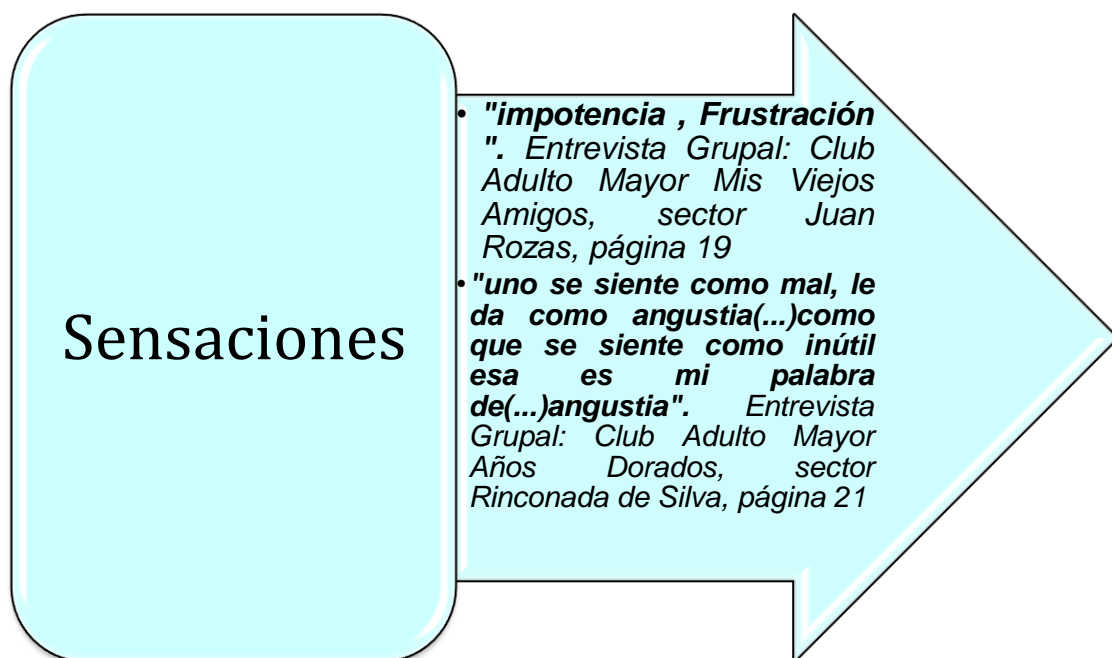 Sensaciones
• "impotencia , Frustración
". Entrevista Grupal: Club
Adulto Mayor Mis Viejos
Amigos, sector Juan
Rozas, página 19
• "uno se siente como mal, le
da como angustia(...)como
que se siente como inútil
esa es mi palabra
de(...)angustia". Entrevista
Grupal: Club Adulto Mayor
Años Dorados, sector
Rinconada de Silva, página 21